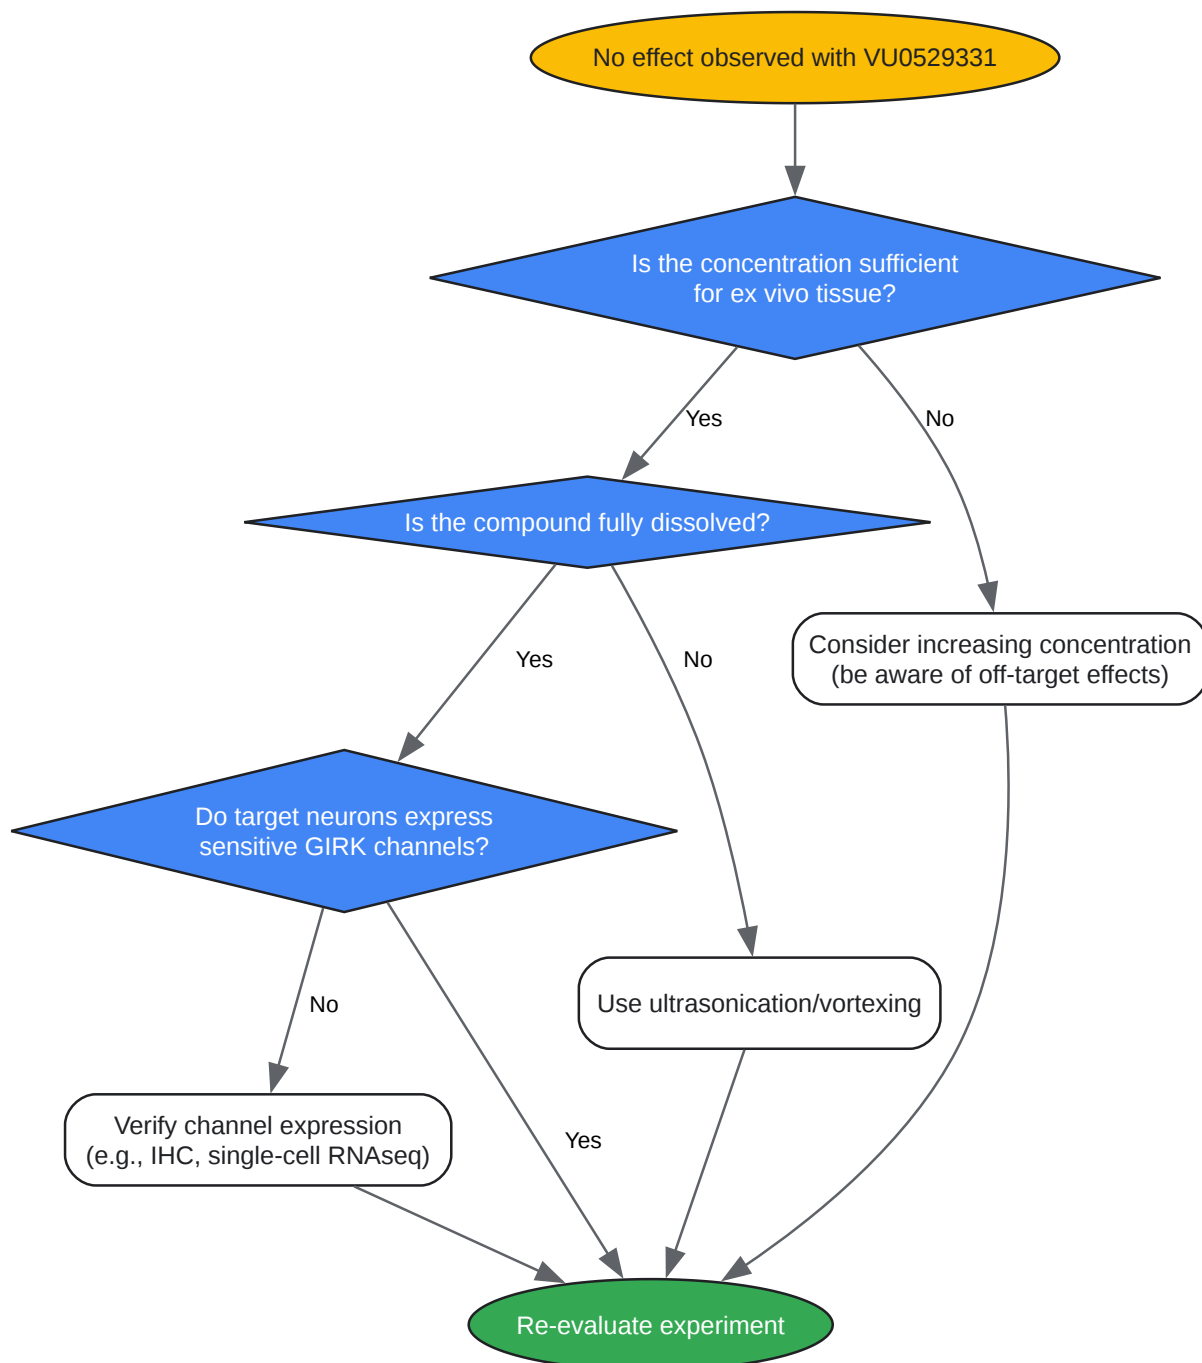 No effect observed with VU0529331
Is the concentration sufficient
for ex vivo tissue?
Yes
No
Is the compound fully dissolved?
Yes
No
Consider increasing concentration
(be aware of off-target effects)
Do target neurons express
sensitive GIRK channels?
No
Use ultrasonication/vortexing
Verify channel expression
(e.g., IHC, single-cell RNAseq)
Yes
Re-evaluate experiment